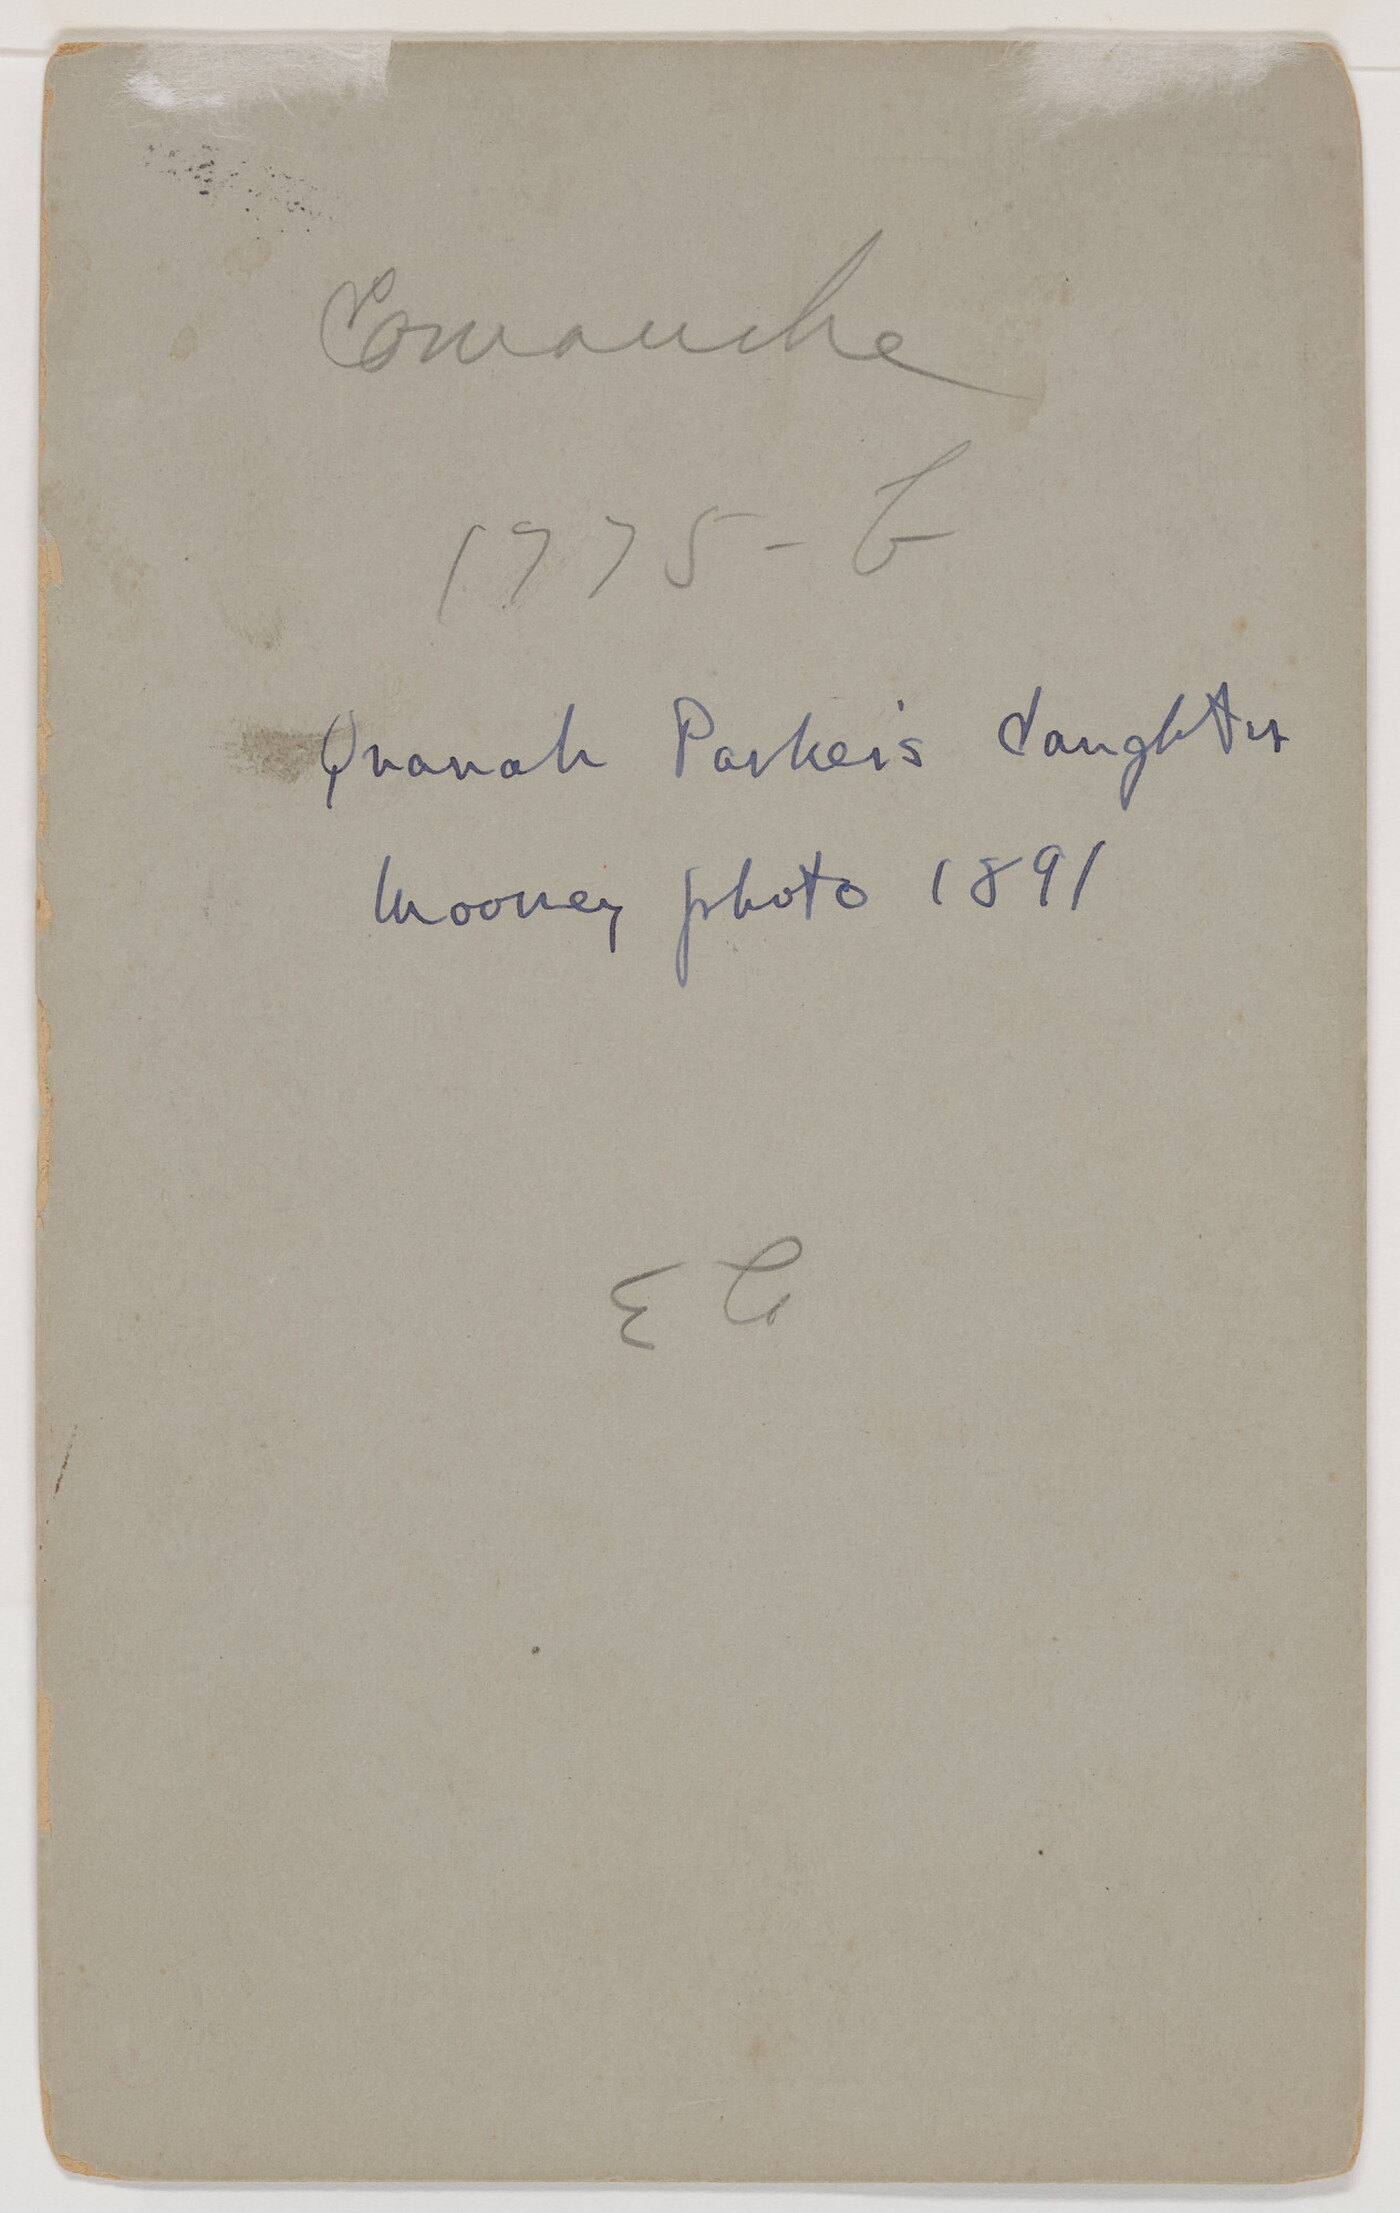 Comanche
1775-b
Quanah Parker's daughter
Mooney photo 1891